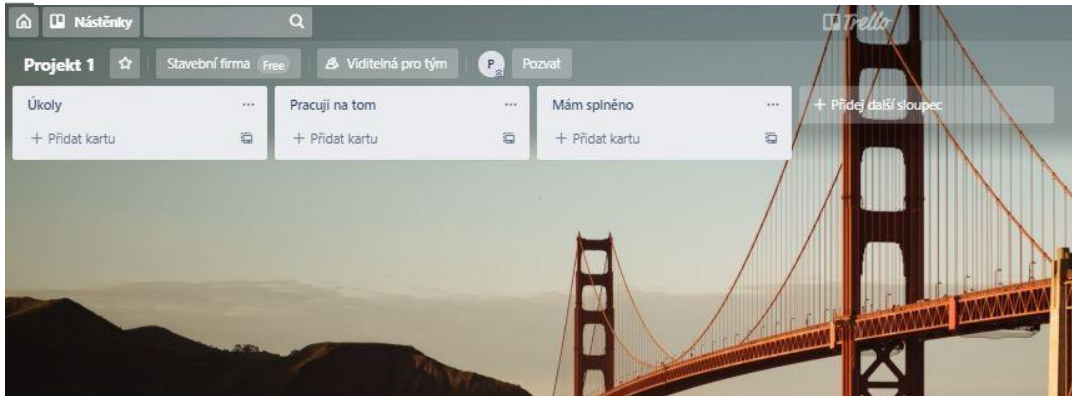 Nástěnky
Trello
Projekt 1 Stavební firma Free Viditelná pro tým P Pozvat
Úkoly Pracuji na tom Mám splněno + Přidej další sloupec
+ Přidat kartu + Přidat kartu + Přidat kartu